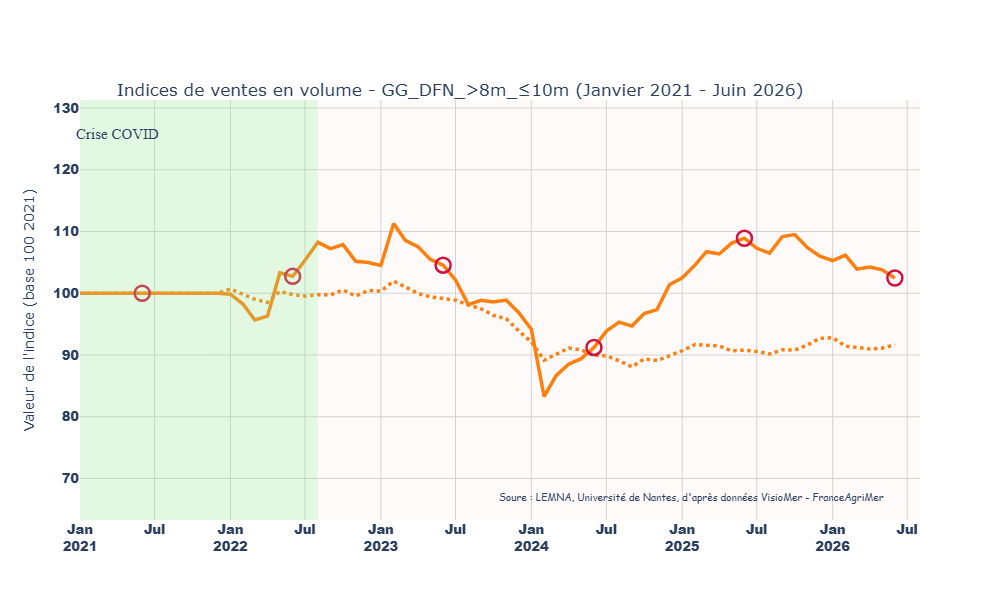 Indices de ventes en volume - GG_DFN_>8m_≤10m (Janvier 2021 - Juin 2026)
130
Crise COVID
120
110
100
90
80
70
Valeur de l'indice (base 100 2021)
Soure : LEMNA, Université de Nantes, d'après données VisioMer - FranceAgriMer
Jan Jul Jan Jul Jan Jul Jan Jul Jan Jul Jan Jul
2021 2022 2023 2024 2025 2026